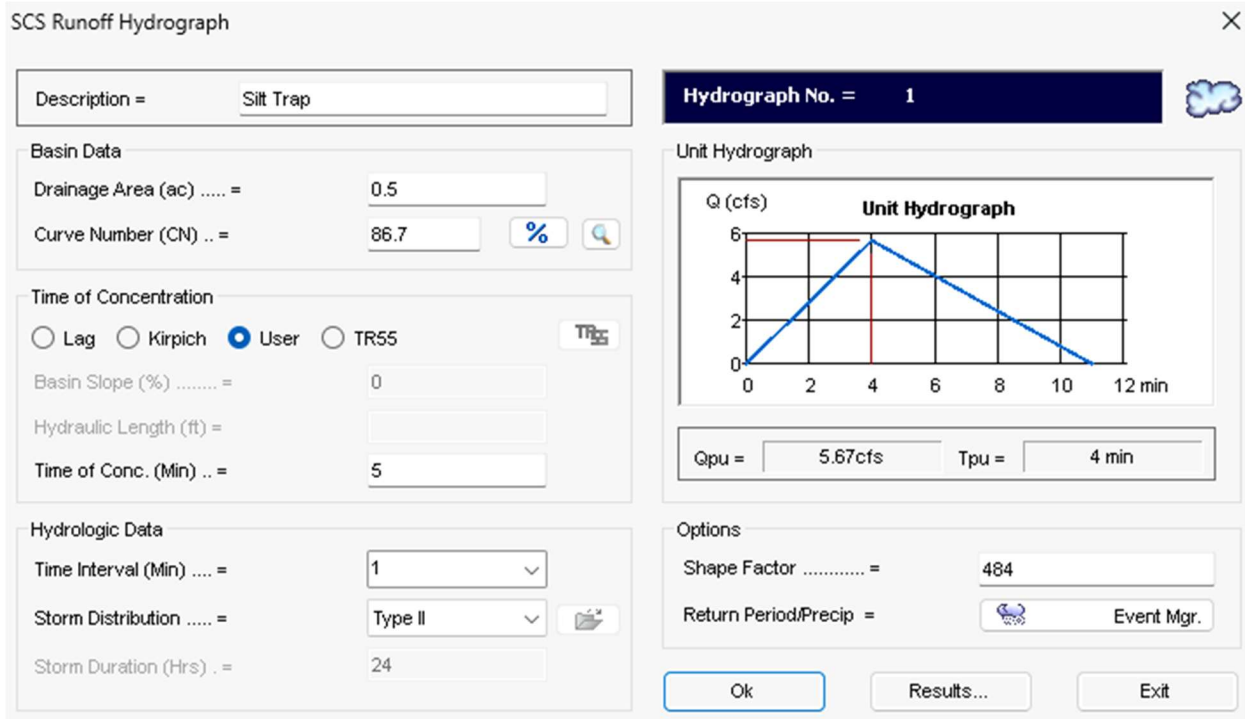 SCS Runoff Hydrograph
Description = Silt Trap
Hydrograph No. = 1
Basin Data
Drainage Area (ac) ..... = 0.5
Curve Number (CN) .. = 86.7 %
Time of Concentration
Lag Kirpich User TR55 TR55
Basin Slope (%) ........ = 0
Hydraulic Length (ft) =
Time of Conc. (Min) .. = 5
Hydrologic Data
Time Interval (Min) .... = 1
Storm Distribution ..... = Type II
Storm Duration (Hrs) . = 24
Unit Hydrograph
Q (cfs) Unit Hydrograph
6
4
2
0
0 2 4 6 8 10 12 min
Qpu = 5.67cfs Tpu = 4 min
Options
Shape Factor ............ = 484
Return Period/Precip = Event Mgr.
Ok Results... Exit